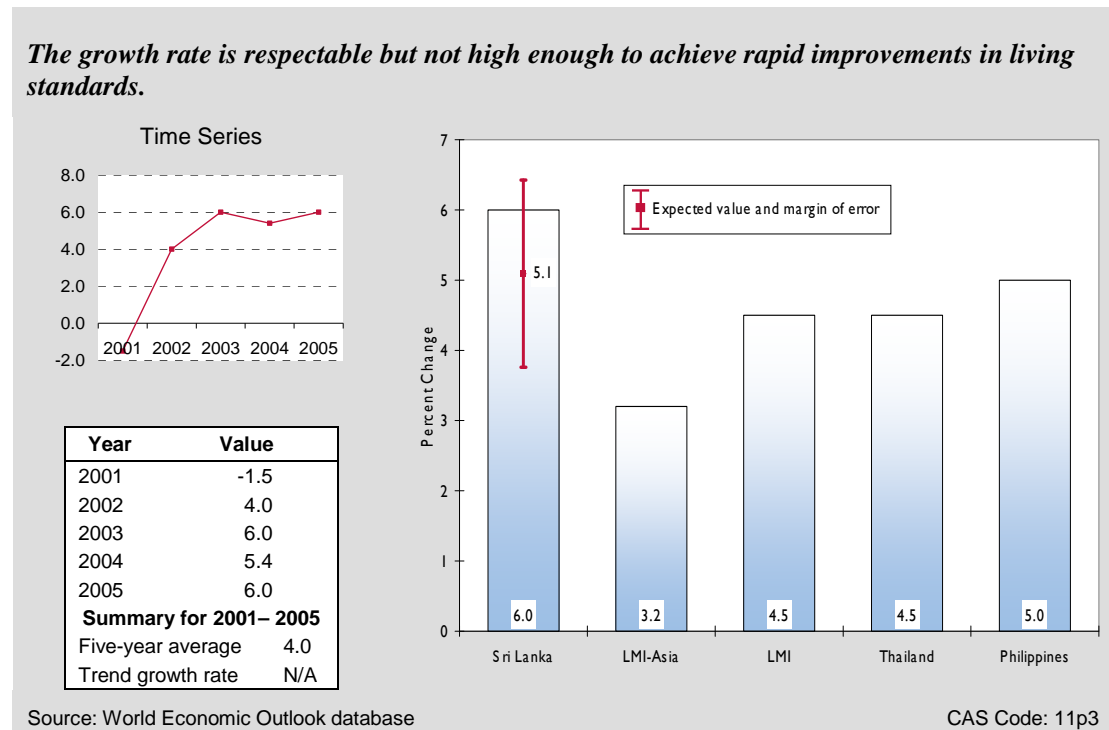 The growth rate is respectable but not high enough to achieve rapid improvements in living
standards.
Time Series
8.0
6.0
4.0
2.0
0.0
-2.0
2001 2002 2003 2004 2005
Year Value
2001 -1.5
2002 4.0
2003 6.0
2004 5.4
2005 6.0
Summary for 2001– 2005
Five-year average 4.0
Trend growth rate N/A
Percent Change
7
6
5
4
3
2
1
0
Expected value and margin of error
5.1
6.0 3.2 4.5 4.5 5.0
Sri Lanka LMI-Asia LMI Thailand Philippines
Source: World Economic Outlook database CAS Code: 11p3